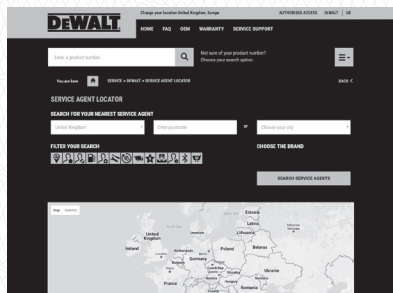 Change your location United Kingdom, Europe
AUTHORISED ACCESS DEWALT GB
DEWALT
HOME FAQ OEM WARRANTY SERVICE SUPPORT
Enter a product number
Not sure of your product number?
Choose your search option.
You are here
SERVICE > DEWALT > SERVICE AGENT LOCATOR
BACK <
SERVICE AGENT LOCATOR
SEARCH FOR YOUR NEAREST SERVICE AGENT
United Kingdom
Enter postcode
or
Choose your city
FILTER YOUR SEARCH
CHOOSE THE BRAND
SEARCH SERVICE AGENTS
Map Satellite
Estonia
Latvia
Lithuania
United
Kingdom
Ireland
Netherlands
Poland
Belarus
Germany
Belgium
Ukraine
Slovakia
France
Hungary
Romania